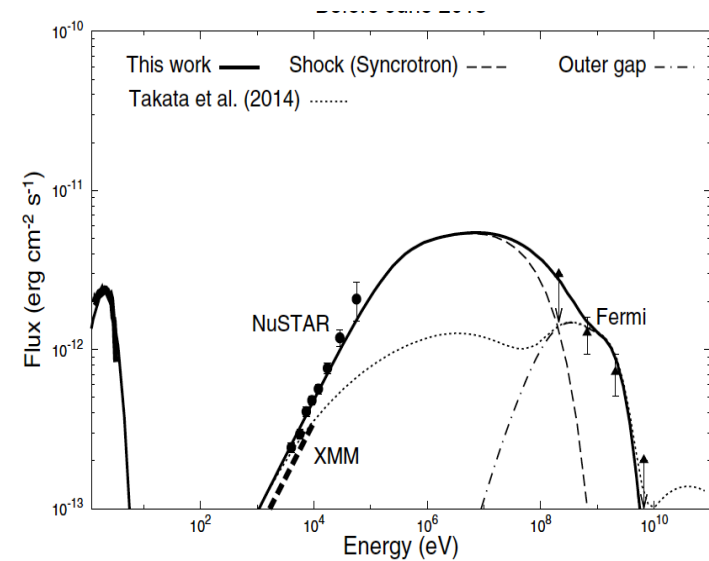 10^-10
This work Shock (Syncrotron) Outer gap
Takata et al. (2014)
10^-11
NuSTAR
Fermi
10^-12
XMM
10^-13
10^2 10^4 10^6 10^8 10^10
Energy (eV)
Flux (erg cm^-2 s^-1)